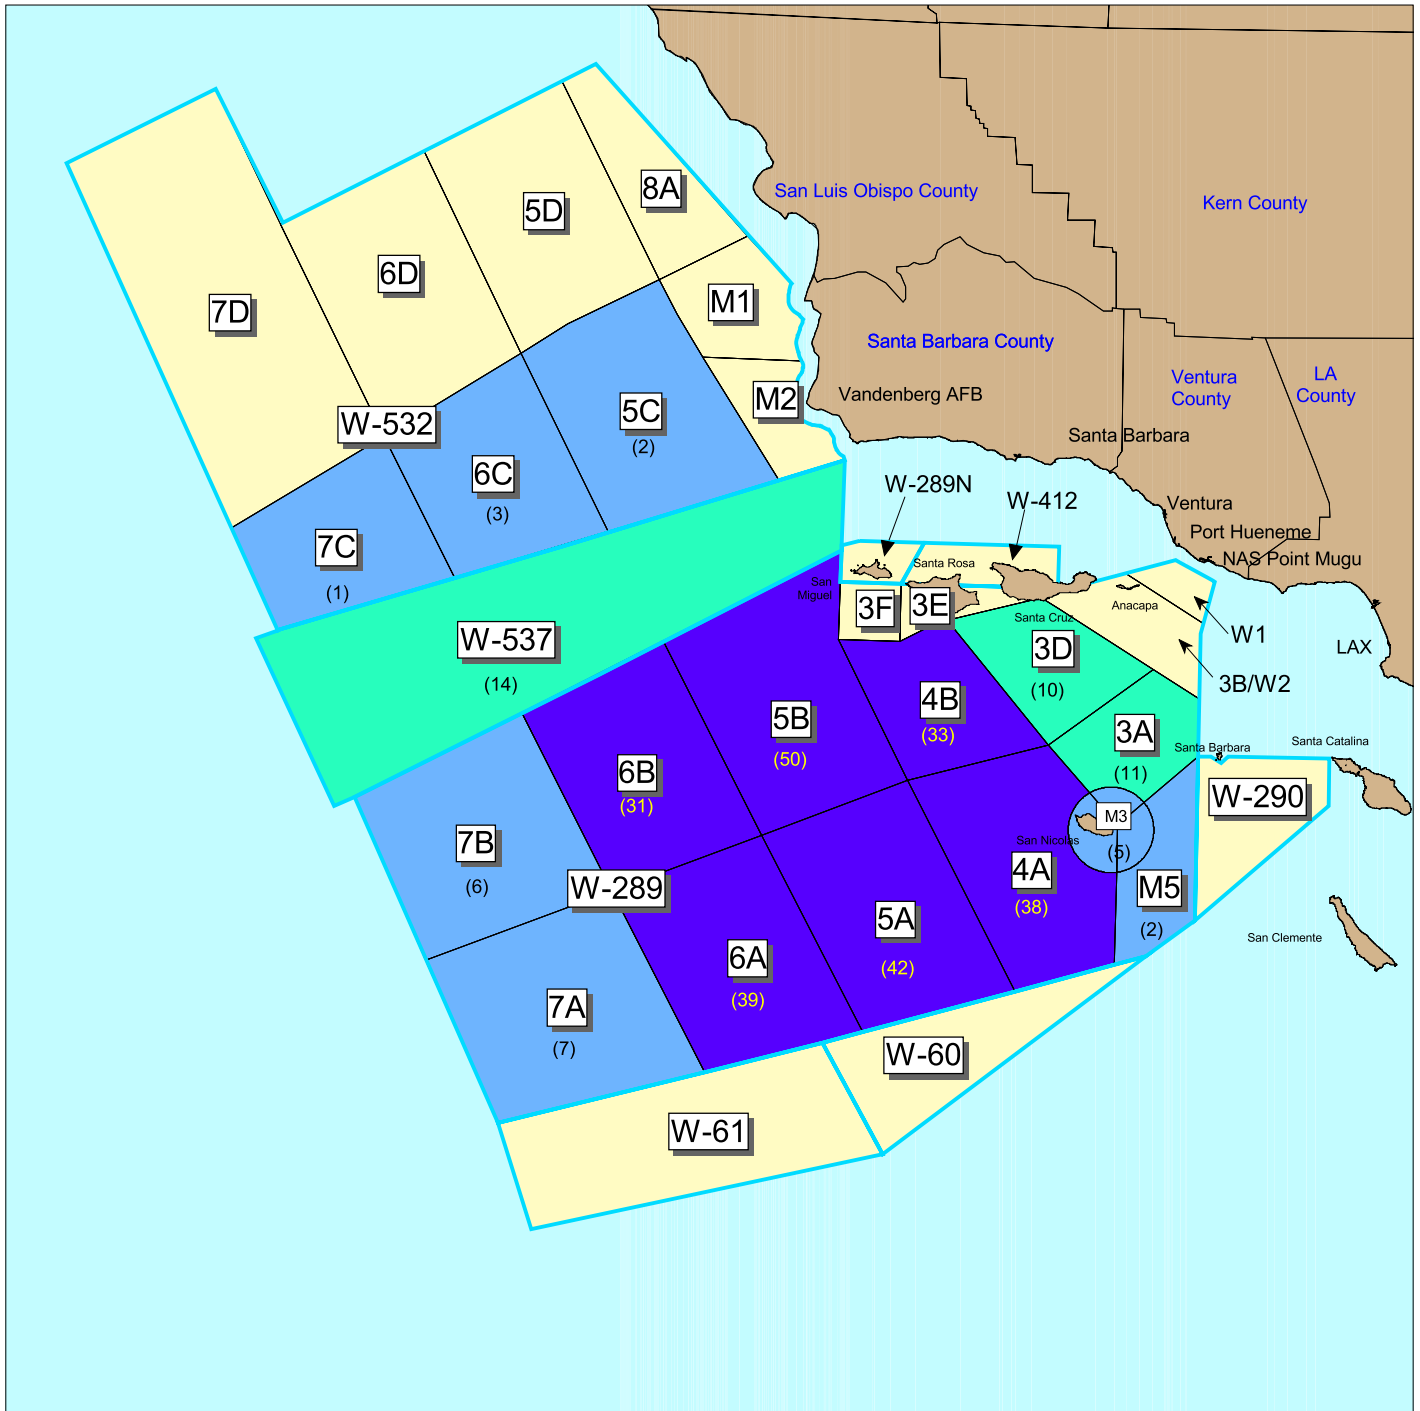 8A
San Luis Obispo County
Kern County
5D
6D
7D
M1
Santa Barbara County
Ventura
County
LA
County
Vandenberg AFB
M2
W-532
5C
(2)
Santa Barbara
6C
(3)
W-289N
W-412
Ventura
Port Hueneme
NAS Point Mugu
7C
(1)
Santa Rosa
San
Miguel
3F
3E
Anacapa
Santa Cruz
W1
W-537
(14)
3D
(10)
LAX
3B/W2
4B
(33)
5B
(50)
3A
(11)
Santa Barbara
Santa Catalina
6B
(31)
W-290
M3
San Nicolas
(5)
7B
(6)
W-289
4A
(38)
M5
(2)
5A
(42)
San Clemente
6A
(39)
7A
(7)
W-60
W-61